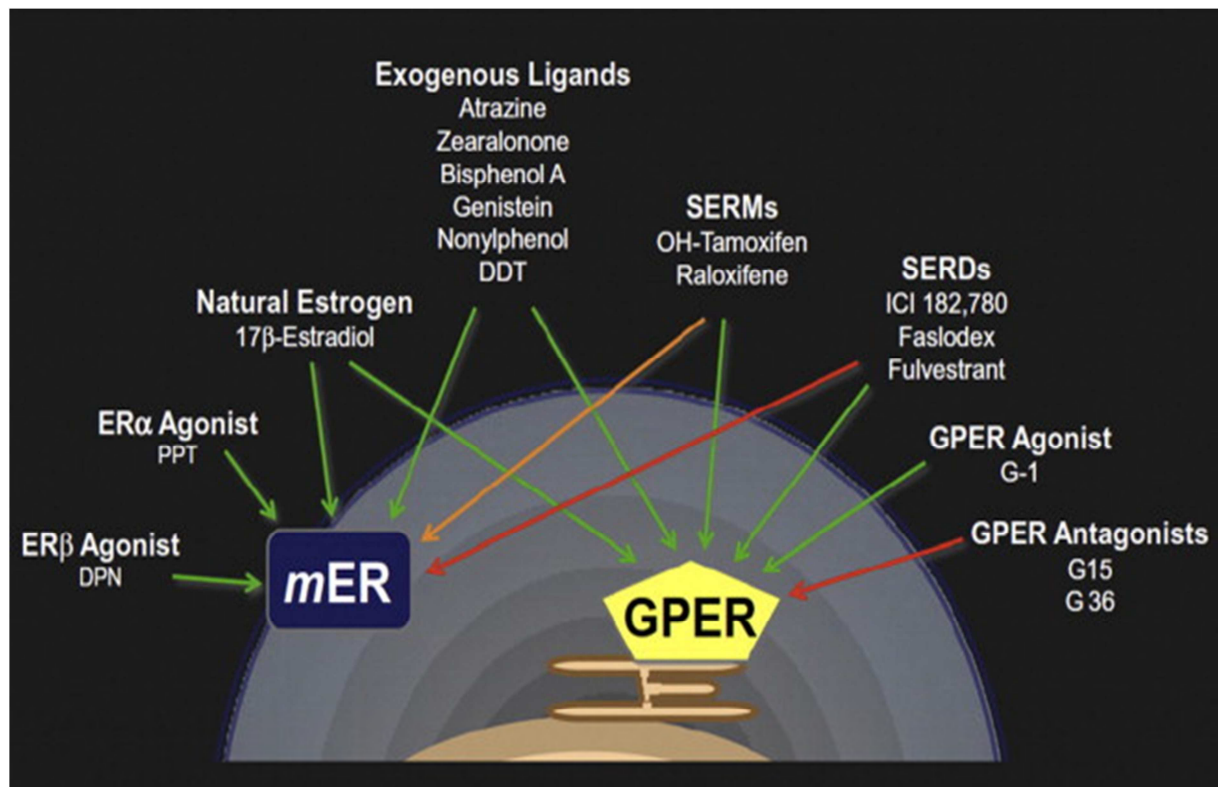 Exogenous Ligands
Atrazine
Zearalonone
Bisphenol A
Genistein
Nonylphenol
DDT
SERMs
OH-Tamoxifen
Raloxifene
SERDs
ICI 182,780
Faslodex
Fulvestrant
Natural Estrogen
17β-Estradiol
ERα Agonist
PPT
GPER Agonist
G-1
ERβ Agonist
DPN
GPER Antagonists
G15
G 36
mER
GPER